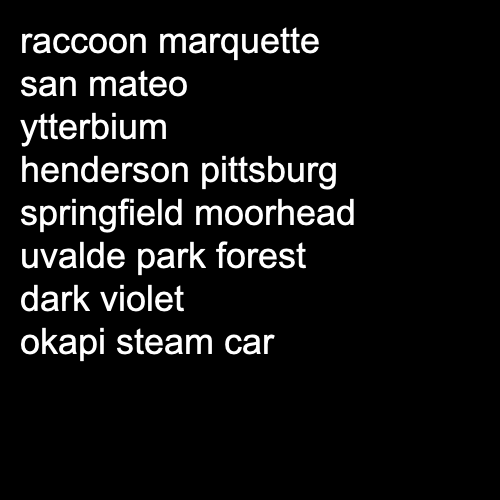 raccoon marquette
san mateo
ytterbium
henderson pittsburg
springfield moorhead
uvalde park forest
dark violet
okapi steam car